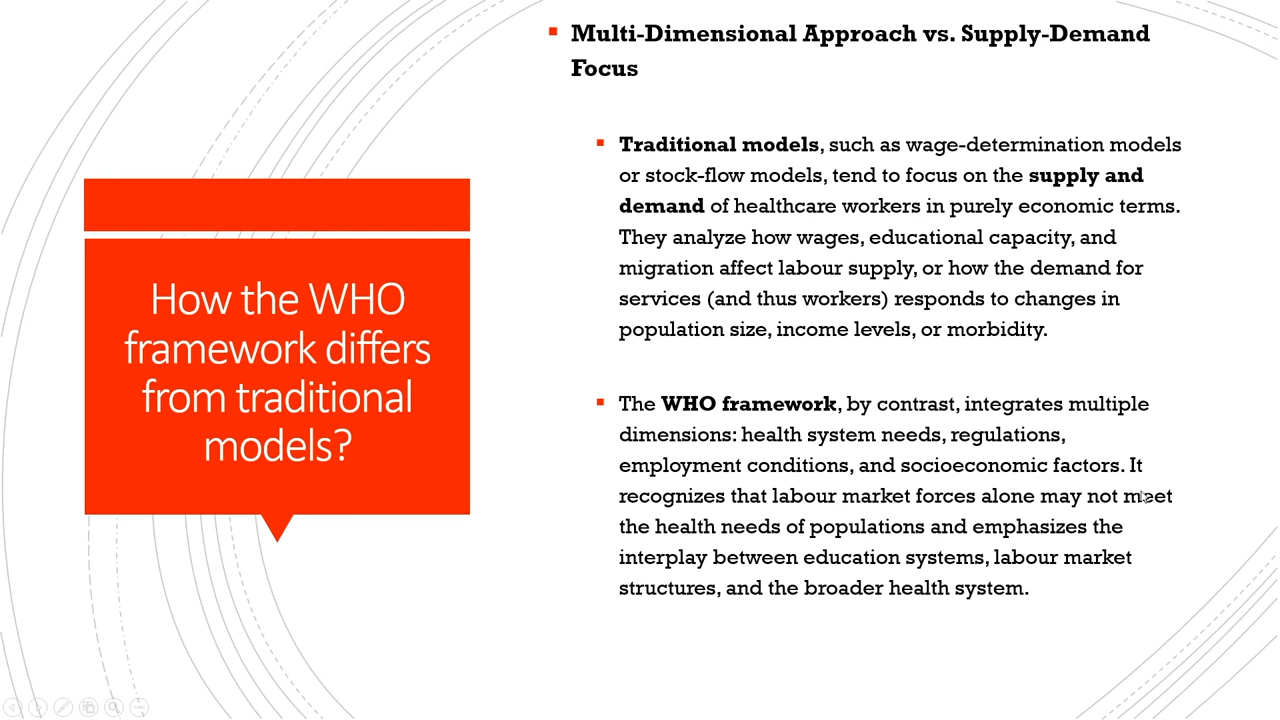 How the WHO
framework differs
from traditional
models?
Multi-Dimensional Approach vs. Supply-Demand
Focus
Traditional models, such as wage-determination models
or stock-flow models, tend to focus on the supply and
demand of healthcare workers in purely economic terms.
They analyze how wages, educational capacity, and
migration affect labour supply, or how the demand for
services (and thus workers) responds to changes in
population size, income levels, or morbidity.
The WHO framework, by contrast, integrates multiple
dimensions: health system needs, regulations,
employment conditions, and socioeconomic factors. It
recognizes that labour market forces alone may not meet
the health needs of populations and emphasizes the
interplay between education systems, labour market
structures, and the broader health system.